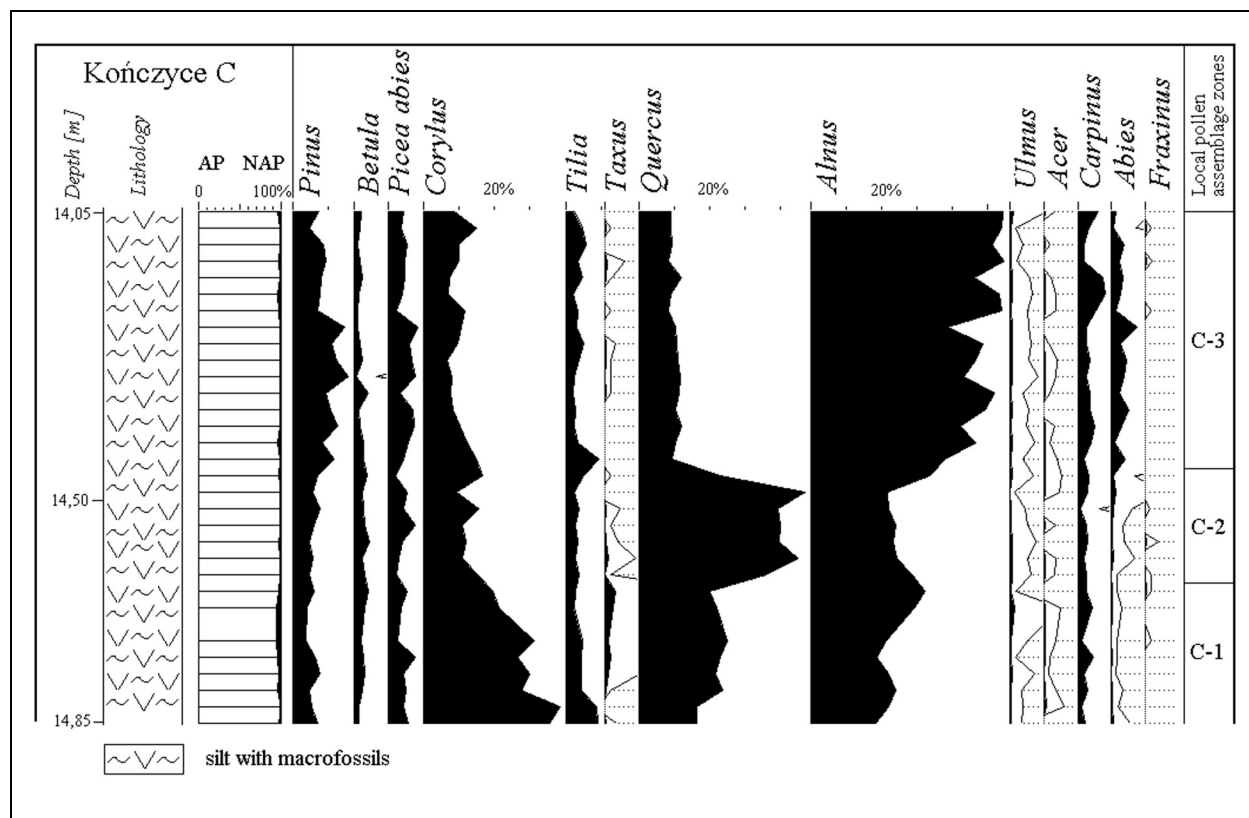 Kończyce C
Depth [m]
Lithology
AP NAP
0 100%
Pinus
Betula
Picea abies
Corylus
20%
Tilia
Taxus
Quercus
20%
Alnus
20%
Ulmus
Acer
Carpinus
Abies
Fraxinus
Local pollen
assemblage zones
14,05
14,50
14,85
C-3
C-2
C-1
silt with macrofossils